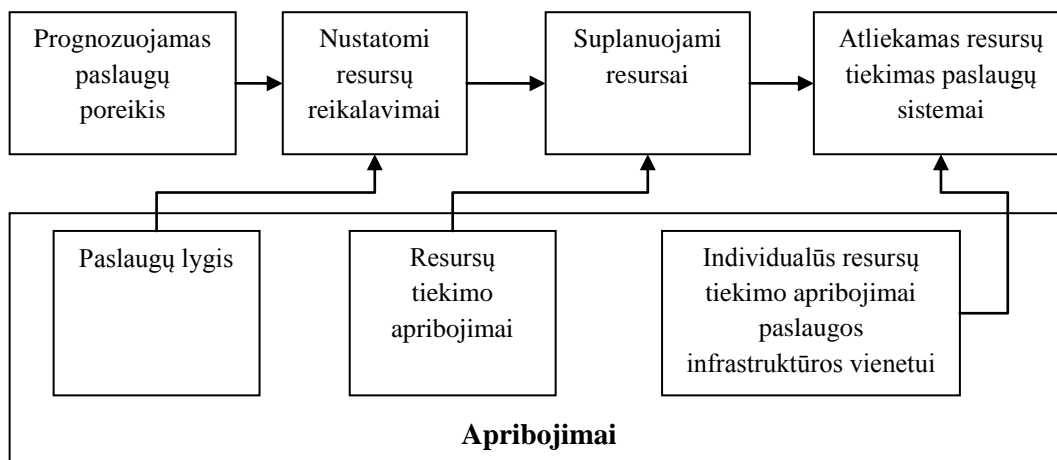 Prognozuojamas
paslaugų
poreikis
Nustatomi
resursų
reikalavimai
Suplanuojami
resursai
Atliekamas resursų
tiekimas paslaugų
sistemai
Paslaugų lygis
Resursų
tiekimo
apribojimai
Individualūs resursų
tiekimo apribojimai
paslaugos
infrastruktūros vienetui
Apribojimai